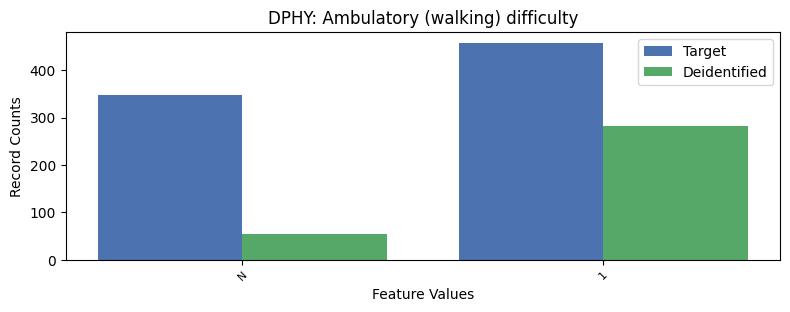 DPHY: Ambulatory (walking) difficulty
Target
Deidentified
Record Counts
400
300
200
100
0
N
1
Feature Values